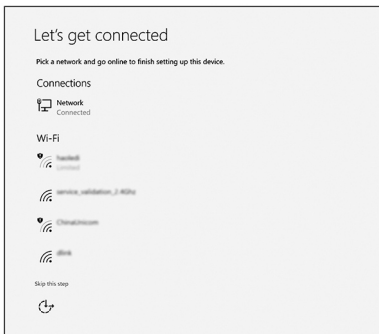 Let's get connected
Pick a network and go online to finish setting up this device.
Connections
Network
Connected
Wi-Fi
Limited
service_validation_2.4Ghz
ChinaUnicom
dlink
Skip this step